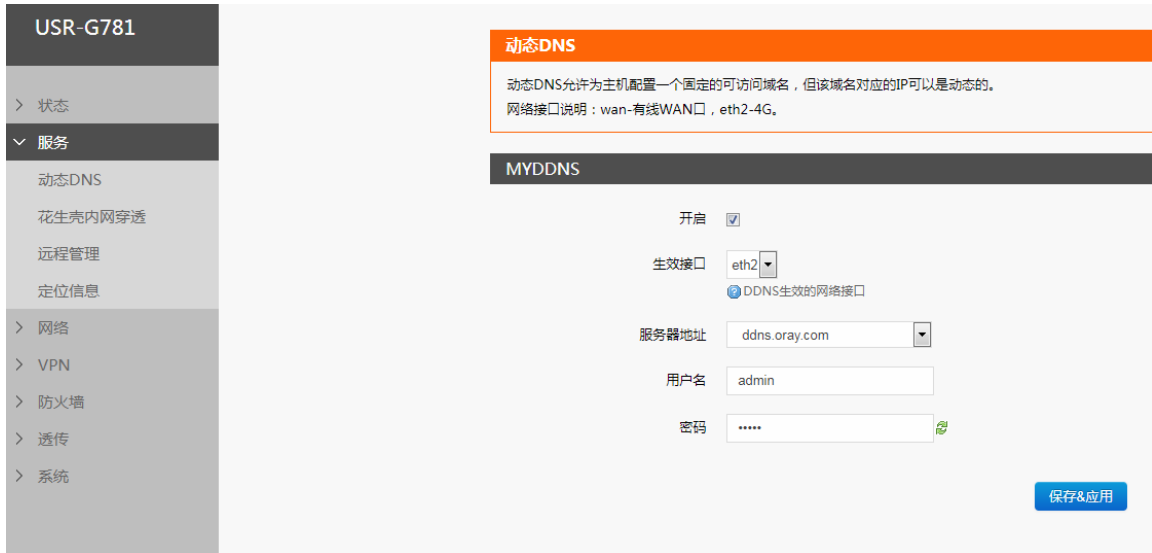 USR-G781
状态
服务
动态DNS
花生壳内网穿透
远程管理
定位信息
网络
VPN
防火墙
透传
系统
动态DNS
动态DNS允许为主机配置一个固定的可访问域名，但该域名对应的IP可以是动态的。
网络接口说明：wan-有线WAN口，eth2-4G。
MYDDNS
开启
生效接口 eth2
DDNS生效的网络接口
服务器地址 ddns.oray.com
用户名 admin
密码 •••••
保存&应用